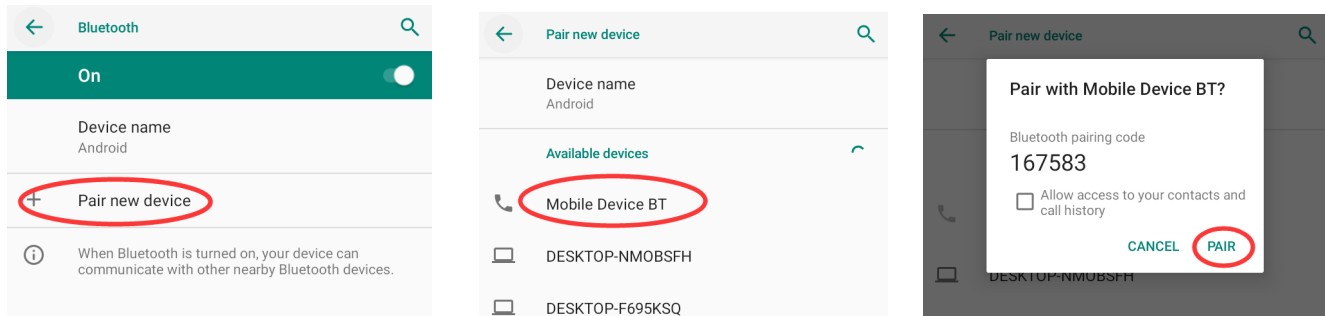 Bluetooth
On
Device name
Android
Pair new device
When Bluetooth is turned on, your device can
communicate with other nearby Bluetooth devices.
Pair new device
Device name
Android
Available devices
Mobile Device BT
DESKTOP-NMOBSFH
DESKTOP-F695KSQ
Pair new device
Pair with Mobile Device BT?
Bluetooth pairing code
167583
Allow access to your contacts and
call history
CANCEL PAIR
DESKTOP-NMOBSFH